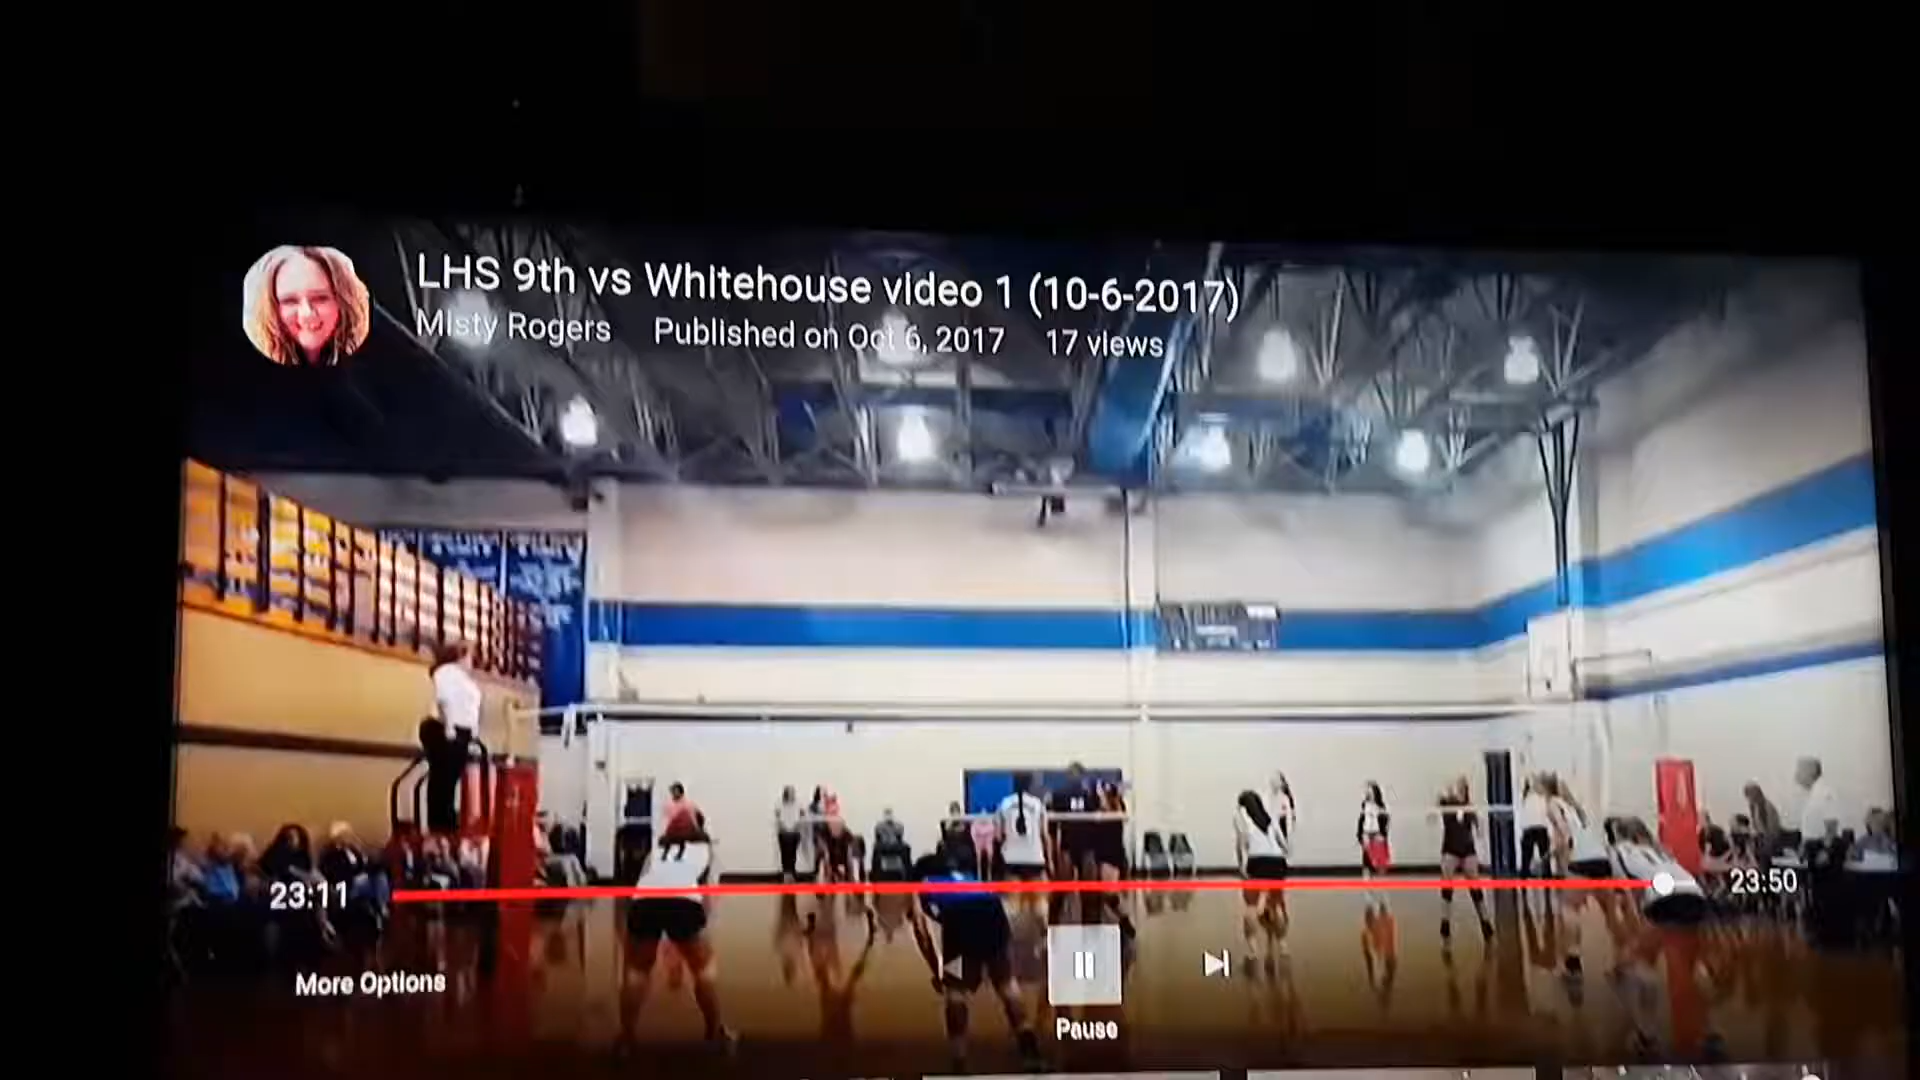 LHS 9th vs Whitehouse video 1 (10-6-2017)
Misty Rogers Published on Oct 6, 2017 17 views
23:11
23:50
More Options
Pause